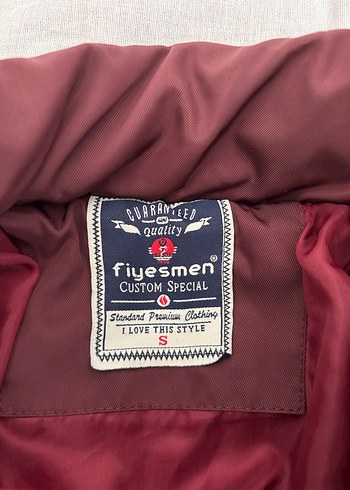 GUARANTEED
Quality
fiyesmen®
CUSTOM SPECIAL
Standard Premium Clothing
I LOVE THIS STYLE
S